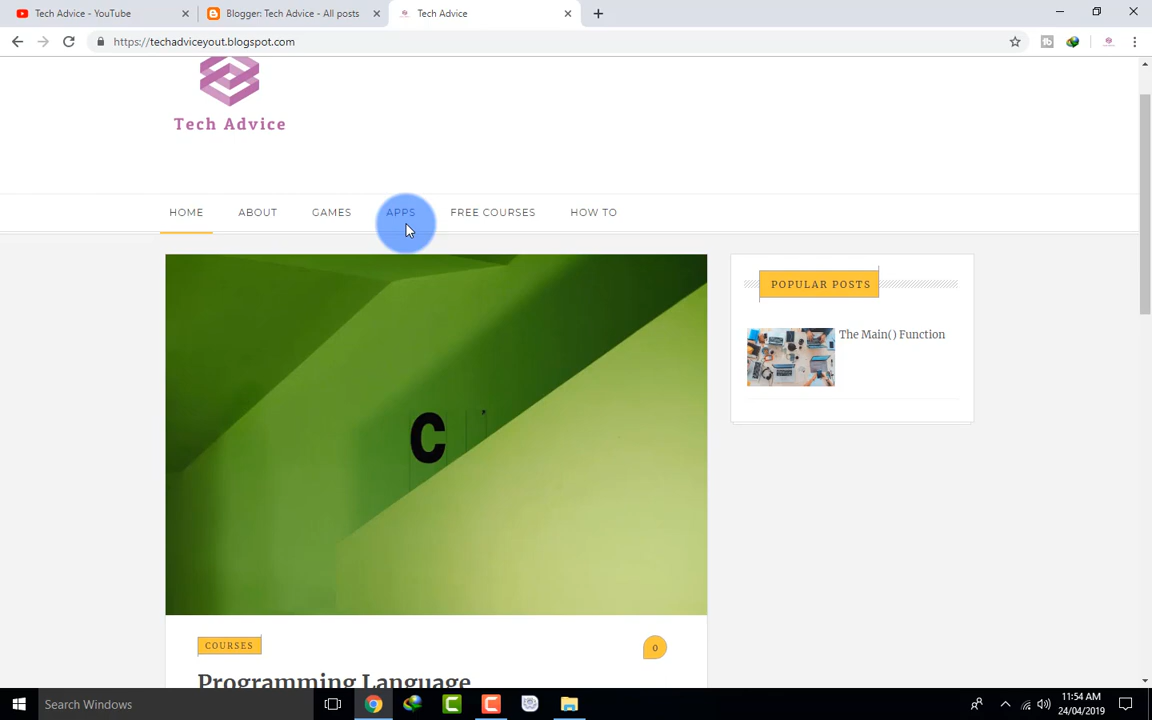 Tech Advice - YouTube
Blogger: Tech Advice - All posts
Tech Advice
https://techadviceyout.blogspot.com
Tech Advice
HOME
ABOUT
GAMES
APPS
FREE COURSES
HOW TO
POPULAR POSTS
The Main() Function
C
COURSES
0
Programming Language
Search Windows
11:54 AM
24/04/2019